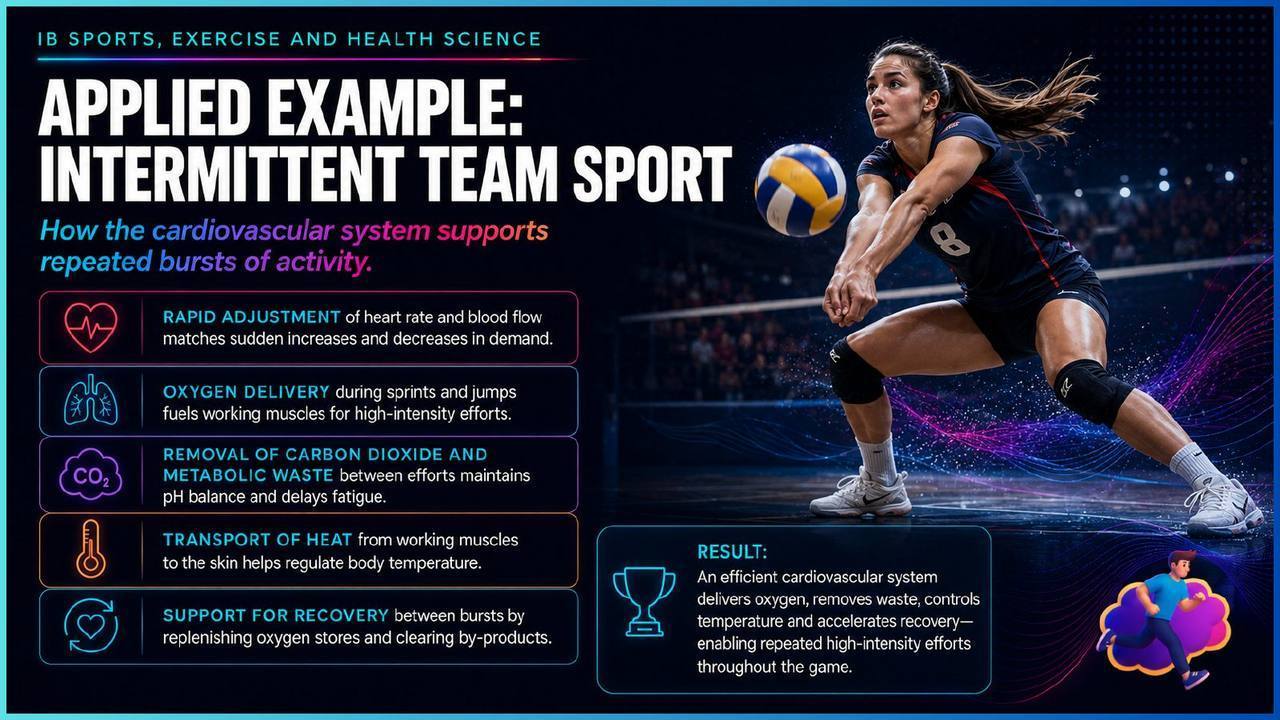 IB SPORTS, EXERCISE AND HEALTH SCIENCE
APPLIED EXAMPLE:
INTERMITTENT TEAM SPORT
How the cardiovascular system supports
repeated bursts of activity.
RAPID ADJUSTMENT of heart rate and blood flow
matches sudden increases and decreases in demand.
OXYGEN DELIVERY during sprints and jumps
fuels working muscles for high-intensity efforts.
CO₂
REMOVAL OF CARBON DIOXIDE AND
METABOLIC WASTE between efforts maintains
pH balance and delays fatigue.
TRANSPORT OF HEAT from working muscles
to the skin helps regulate body temperature.
SUPPORT FOR RECOVERY between bursts by
replenishing oxygen stores and clearing by-products.
8
RESULT:
An efficient cardiovascular system
delivers oxygen, removes waste, controls
temperature and accelerates recovery—
enabling repeated high-intensity efforts
throughout the game.